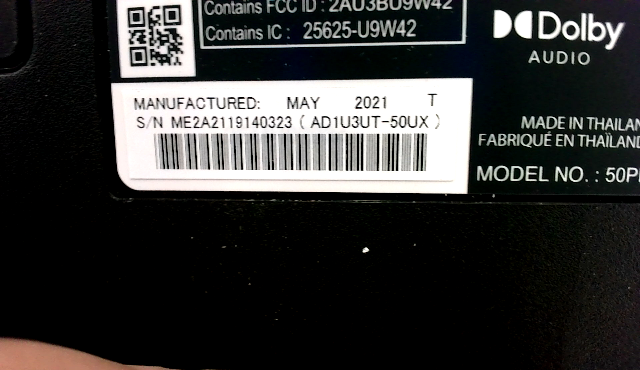 Contains FCC ID : 2AU3BU9W42
Contains IC : 25625-U9W42
Dolby
AUDIO
MANUFACTURED: MAY 2021 T
S/N ME2A2119140323 ( AD1U3UT-50UX )
MADE IN THAILAN
FABRIQUÉ EN THAÏLAND
MODEL NO. : 50P